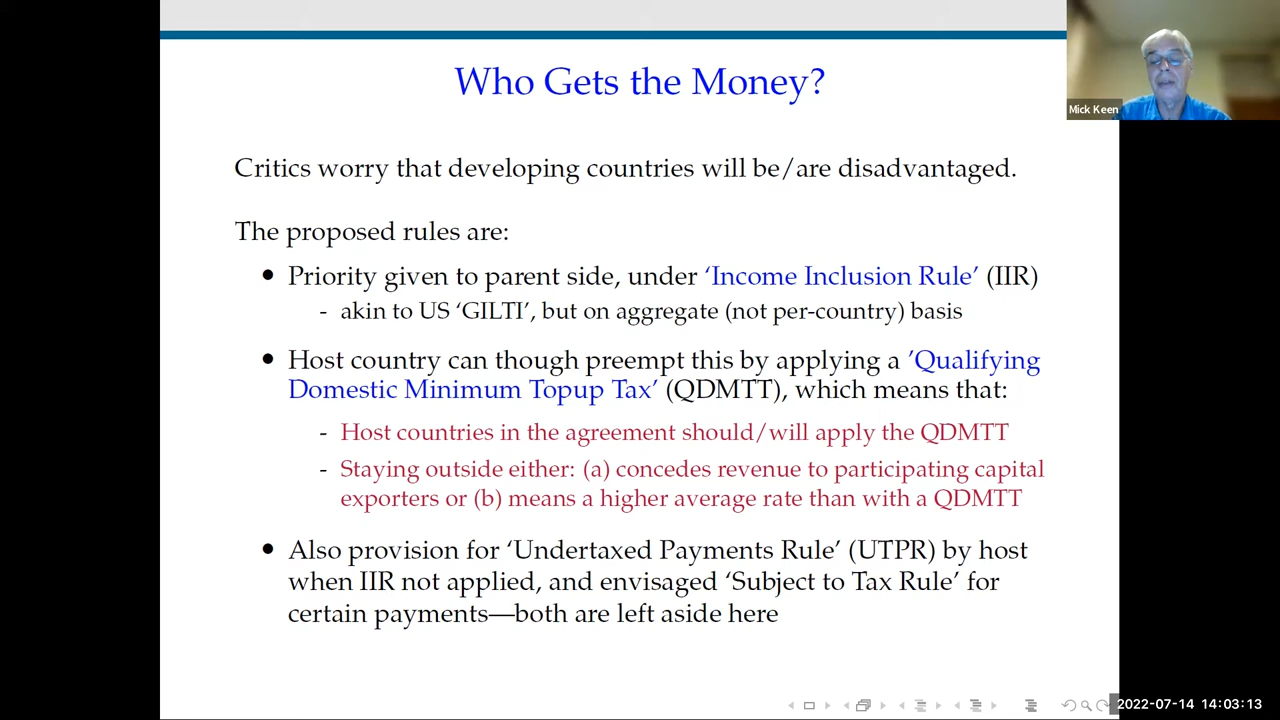 Who Gets the Money?
Mick Keen
Critics worry that developing countries will be/are disadvantaged.
The proposed rules are:
• Priority given to parent side, under ‘Income Inclusion Rule’ (IIR)
- akin to US ‘GILTI’, but on aggregate (not per-country) basis
• Host country can though preempt this by applying a ’Qualifying
Domestic Minimum Topup Tax’ (QDMTT), which means that:
- Host countries in the agreement should/will apply the QDMTT
- Staying outside either: (a) concedes revenue to participating capital
exporters or (b) means a higher average rate than with a QDMTT
• Also provision for ‘Undertaxed Payments Rule’ (UTPR) by host
when IIR not applied, and envisaged ‘Subject to Tax Rule’ for
certain payments—both are left aside here
2022-07-14 14:03:13